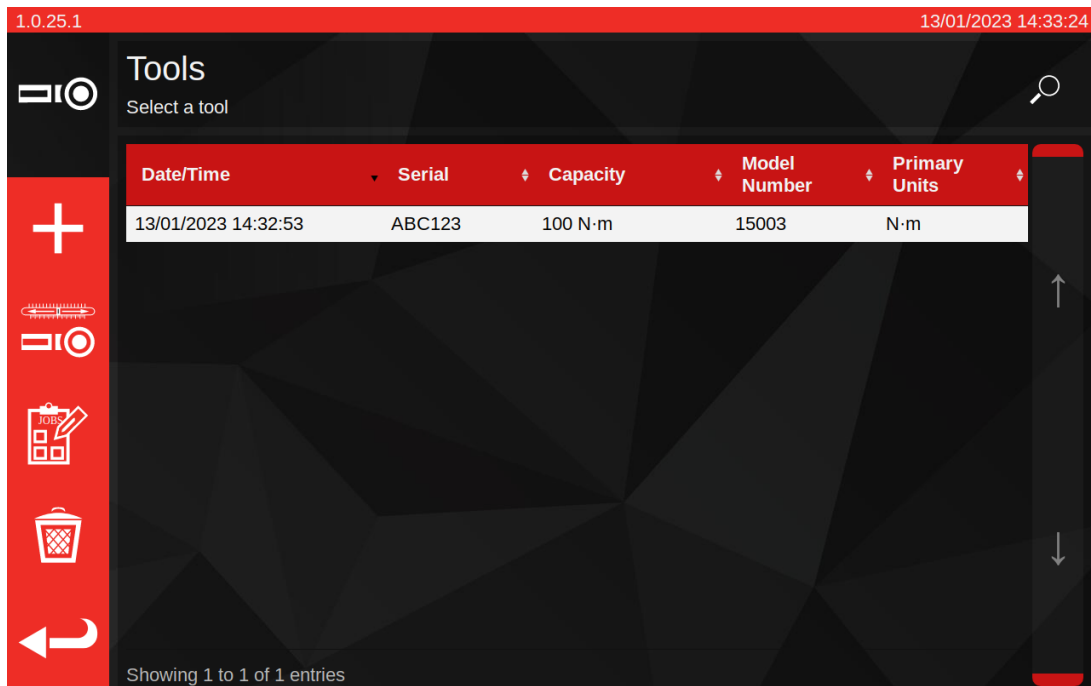 1.0.25.1 13/01/2023 14:33:24
Tools
Select a tool
Date/Time Serial Capacity Model Number Primary Units
13/01/2023 14:32:53 ABC123 100 N·m 15003 N·m
JOBS
Showing 1 to 1 of 1 entries